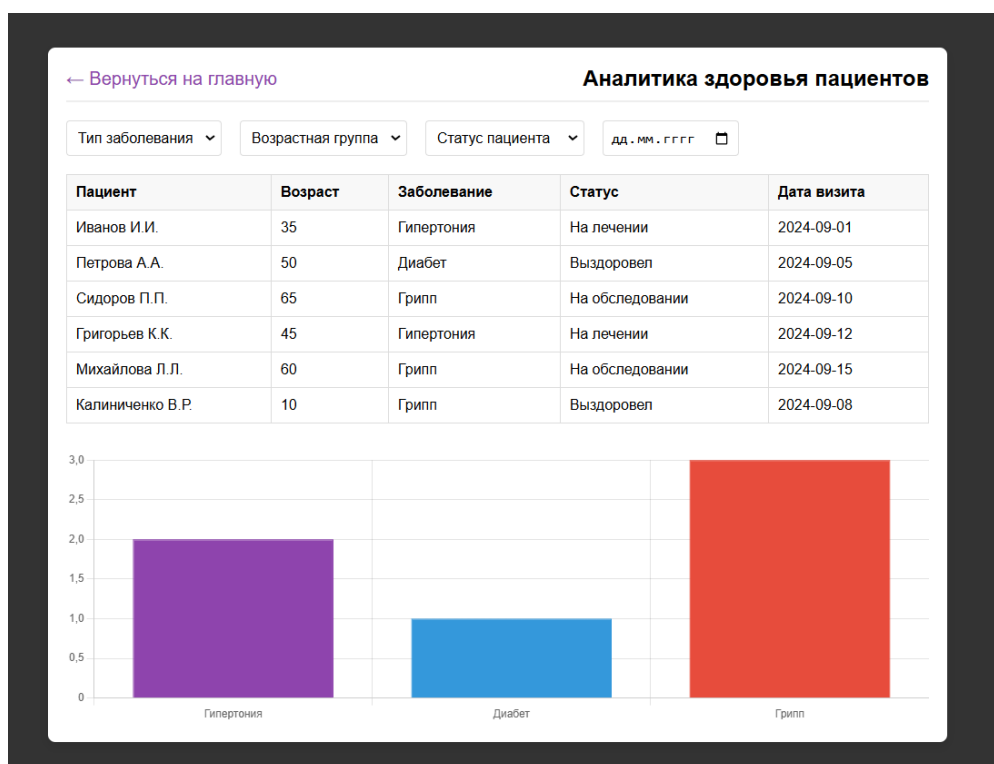 ← Вернуться на главную Аналитика здоровья пациентов
Тип заболевания Возрастная группа Статус пациента дд.мм.гггг
Пациент Возраст Заболевание Статус Дата визита
Иванов И.И. 35 Гипертония На лечении 2024-09-01
Петрова А.А. 50 Диабет Выздоровел 2024-09-05
Сидоров П.П. 65 Грипп На обследовании 2024-09-10
Григорьев К.К. 45 Гипертония На лечении 2024-09-12
Михайлова Л.Л. 60 Грипп На обследовании 2024-09-15
Калиниченко В.Р. 10 Грипп Выздоровел 2024-09-08
3,0
2,5
2,0
1,5
1,0
0,5
0
Гипертония Диабет Грипп